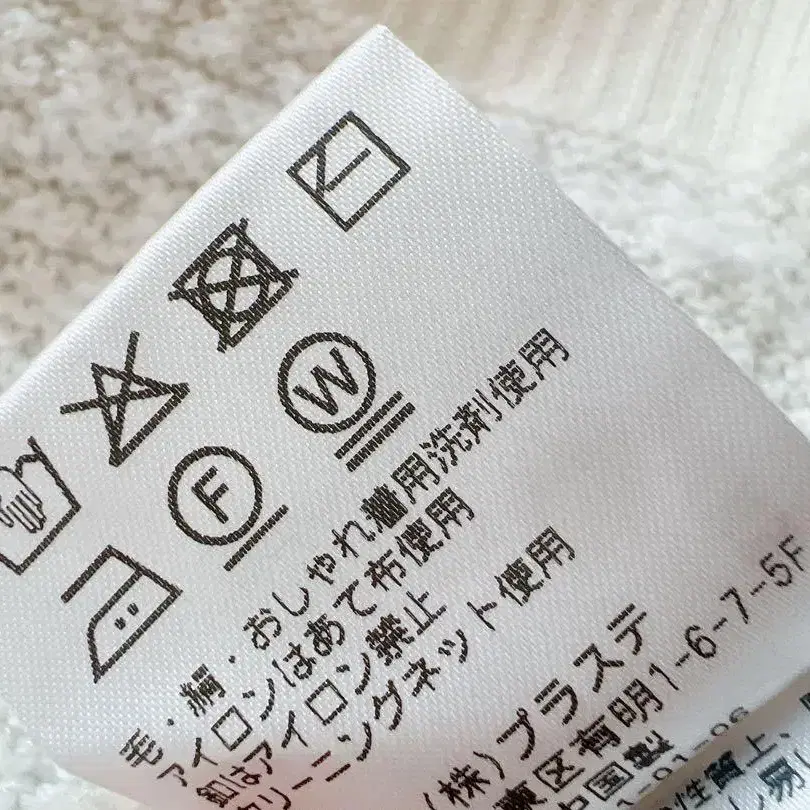 F
W
毛・絹・おしゃれ着用洗剤使用
アイロンはあて布使用
釦はアイロン禁止
クリーニングネット使用
(株)プラステ
東区有明1-6-7-5F
中国製